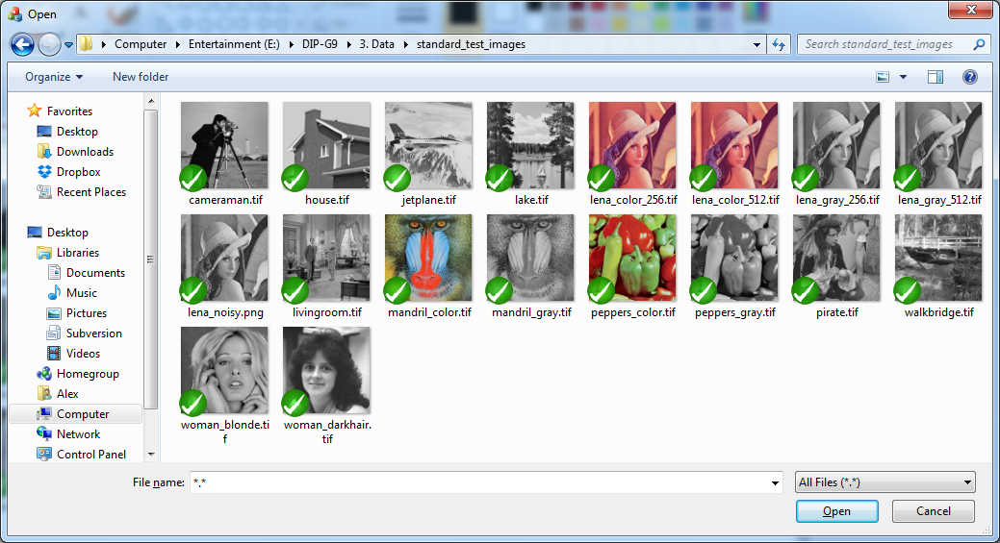 Open
Computer Entertainment (E:) DIP-G9 3. Data standard_test_images
Search standard_test_images
Organize New folder
Favorites
Desktop
Downloads
Dropbox
Recent Places
Desktop
Libraries
Documents
Music
Pictures
Subversion
Videos
Homegroup
Alex
Computer
Network
Control Panel
cameraman.tif house.tif jetplane.tif lake.tif lena_color_256.tif lena_color_512.tif lena_gray_256.tif lena_gray_512.tif
lena_noisy.png livingroom.tif mandril_color.tif mandril_gray.tif peppers_color.tif peppers_gray.tif pirate.tif walkbridge.tif
woman_blonde.ti woman_darkhair.
f tif
File name: *.* All Files (*.*)
Open Cancel